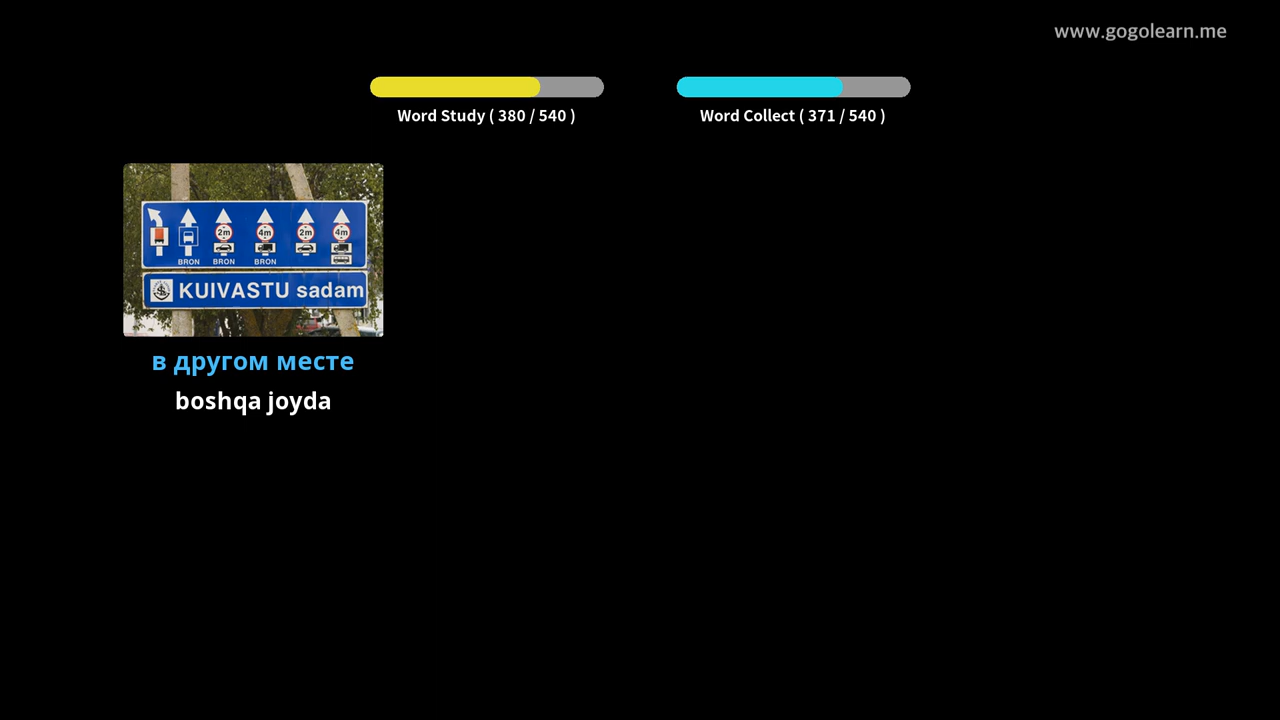 www.gogolearn.me
Word Study ( 380 / 540 )
Word Collect ( 371 / 540 )
2m 4m 2m 4m
BRON BRON BRON
KUIVASTU sadam
в другом месте
boshqa joyda